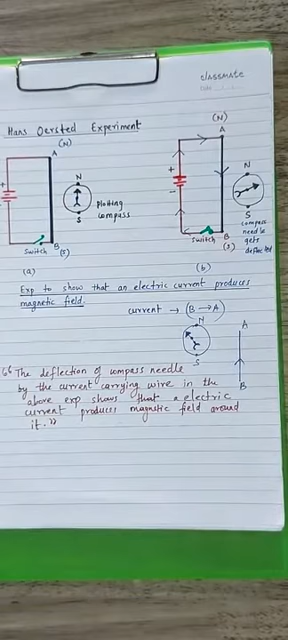 classmate
Date
Hans Oersted Experiment
(N)
A
+
-
N
S
Plotting
compass
Switch
B
(S)
(a)
(N)
A
+
-
N
S
compass
needle
gets
deflected
Switch
B
(S)
(b)
Exp to show that an electric current produces
magnetic field.
current → (B → A)
N
S
A
B
"The deflection of compass needle
by the current carrying wire in the
above exp shows that a electric
current produces magnetic field around
it."